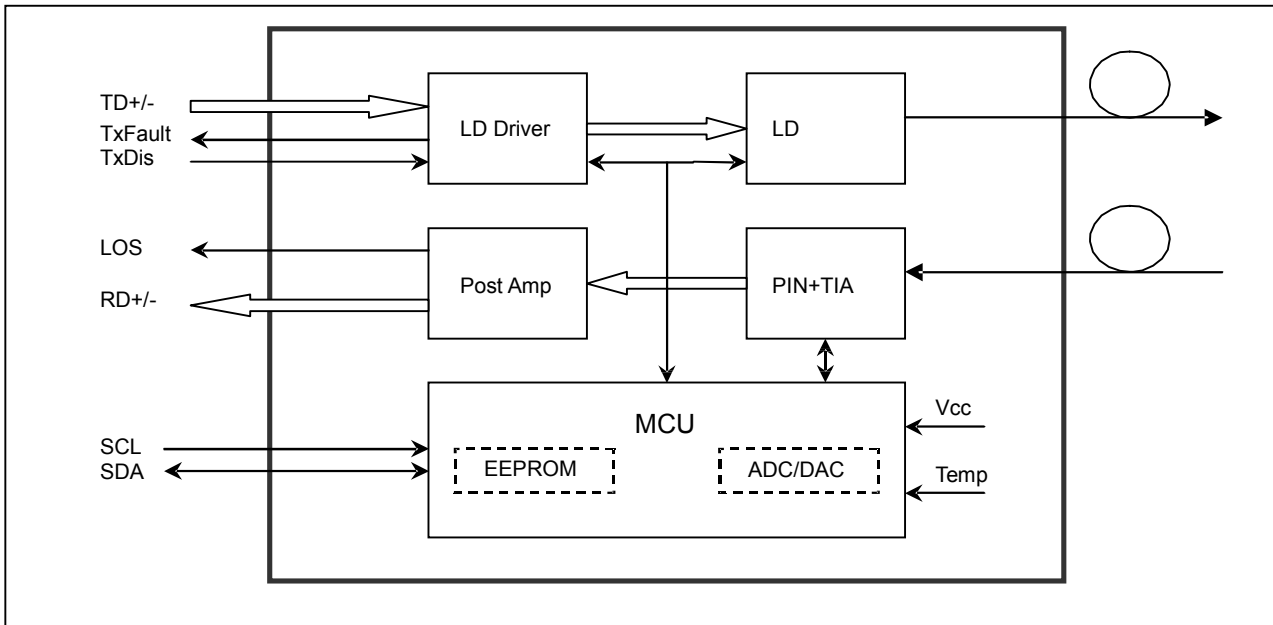 TD+/-
TxFault
TxDis
LD Driver
LD
LOS
RD+/-
Post Amp
PIN+TIA
SCL
SDA
MCU
EEPROM
ADC/DAC
Vcc
Temp